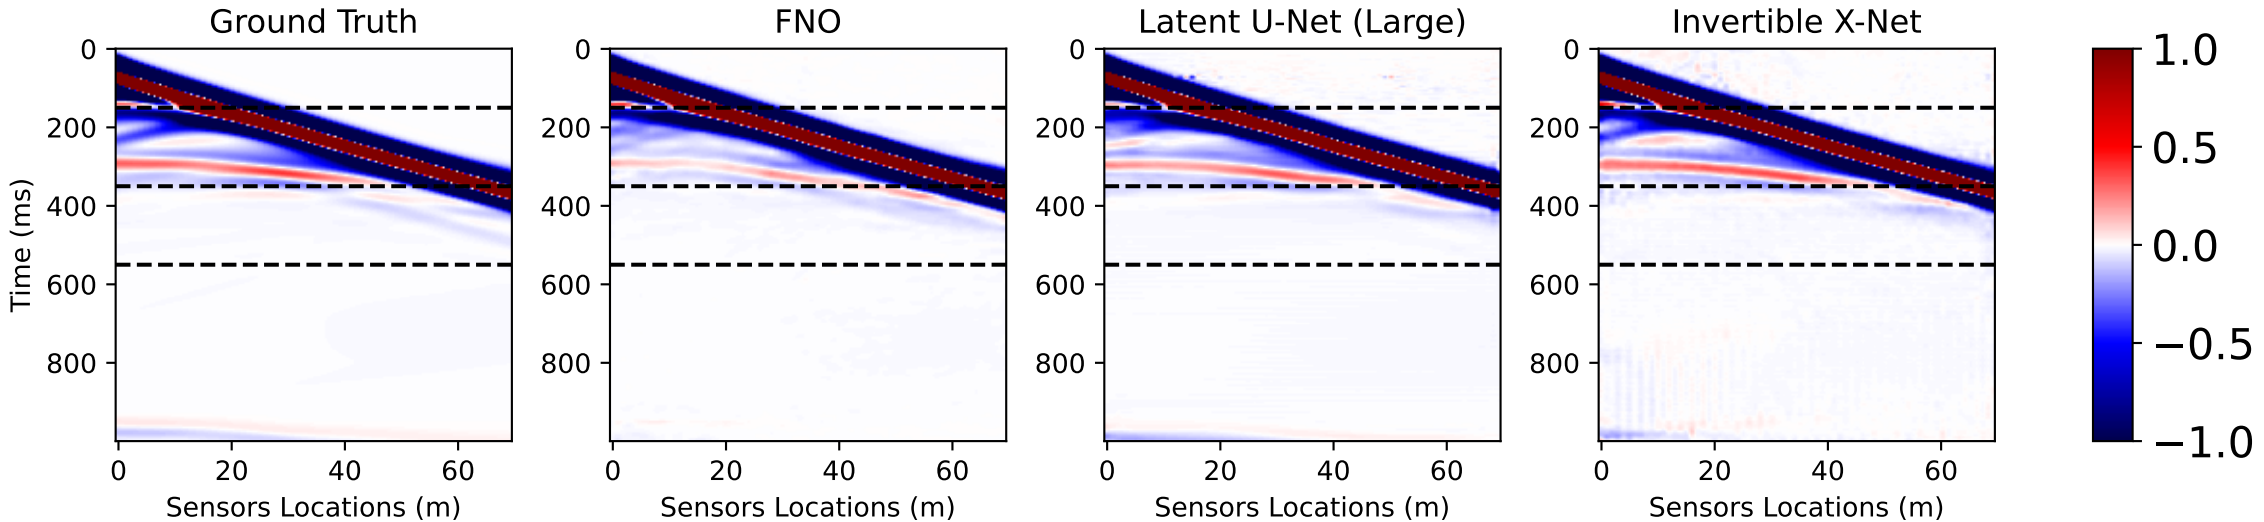 Ground Truth
FNO
Latent U-Net (Large)
Invertible X-Net
Time (ms)
0
200
400
600
800
0 20 40 60
Sensors Locations (m)
0
200
400
600
800
0 20 40 60
Sensors Locations (m)
0
200
400
600
800
0 20 40 60
Sensors Locations (m)
0
200
400
600
800
0 20 40 60
Sensors Locations (m)
1.0
0.5
0.0
−0.5
−1.0